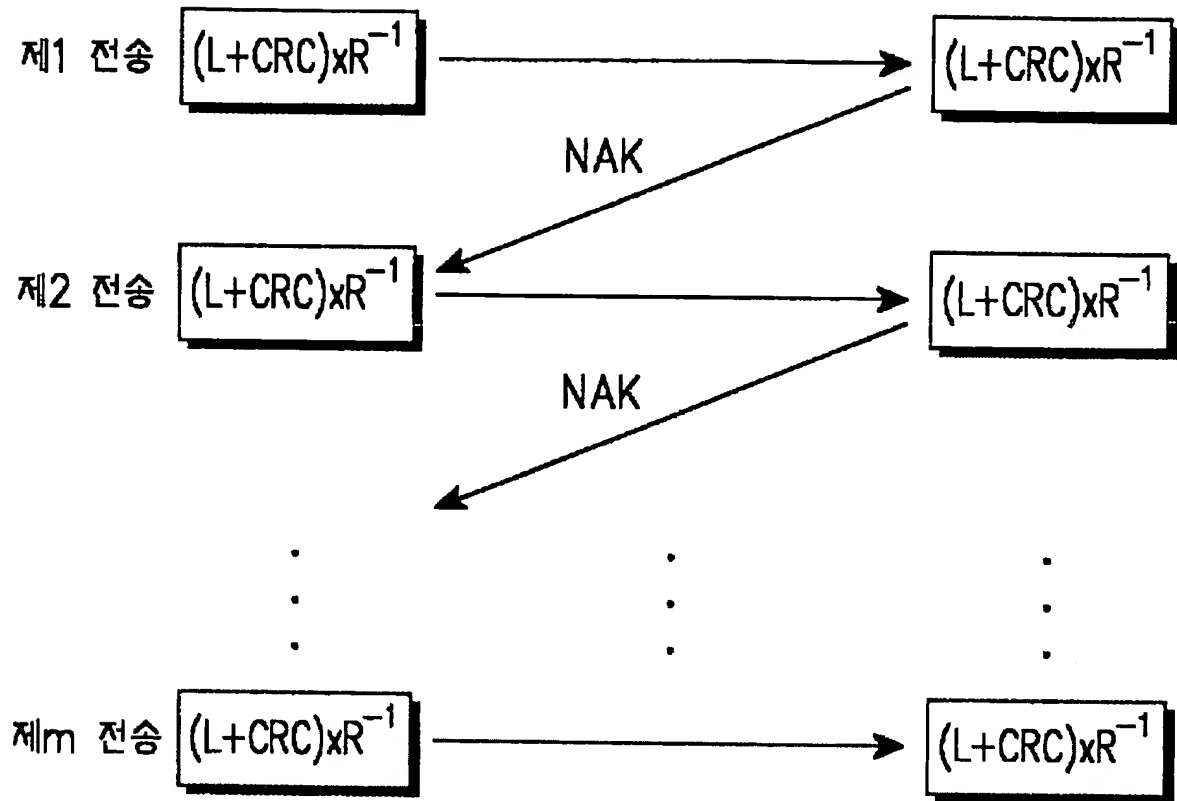 제1 전송 (L+CRC)xR⁻¹ (L+CRC)xR⁻¹
NAK
제2 전송 (L+CRC)xR⁻¹ (L+CRC)xR⁻¹
NAK
제m 전송 (L+CRC)xR⁻¹ (L+CRC)xR⁻¹